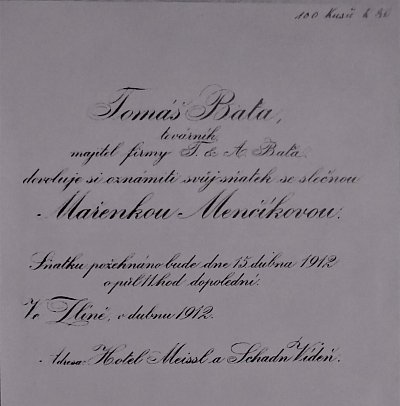 100 Kusů k
Tomáš Baťa,
továrník,
majitel firmy T. & A. Baťa
dovoluje si oznámiti svůj sňatek se slečnou
Mařenkou Menčíkovou.
Sňatku požehnáno bude dne 15. dubna 1912
o půl 11. hod dopolední.
Ve Zlíně, v dubnu 1912.
Adresa: Hotel Meissl a Schadn Vídeň.